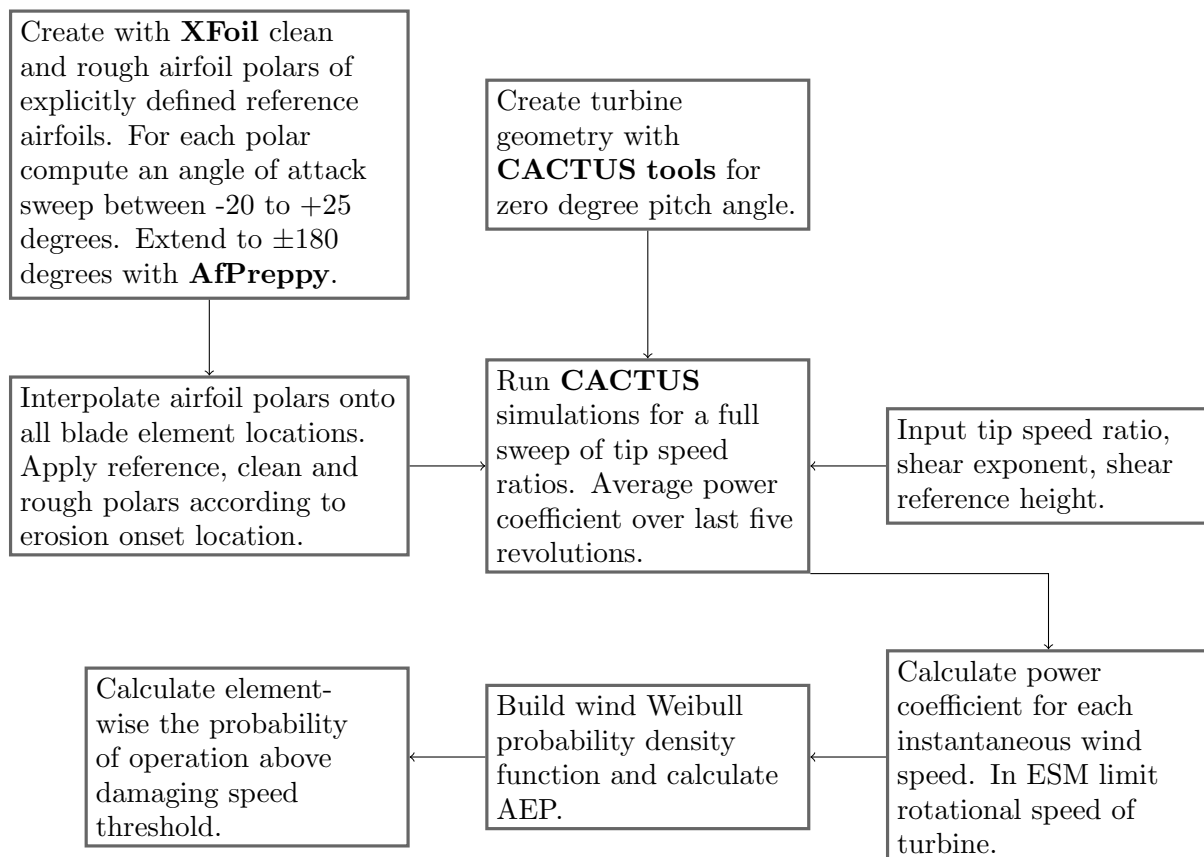 Create with XFoil clean
and rough airfoil polars of
explicitly defined reference
airfoils. For each polar
compute an angle of attack
sweep between -20 to +25
degrees. Extend to ±180
degrees with AfPreppy.
Create turbine
geometry with
CACTUS tools for
zero degree pitch angle.
Interpolate airfoil polars onto
all blade element locations.
Apply reference, clean and
rough polars according to
erosion onset location.
Run CACTUS
simulations for a full
sweep of tip speed
ratios. Average power
coefficient over last five
revolutions.
Input tip speed ratio,
shear exponent, shear
reference height.
Calculate element-
wise the probability
of operation above
damaging speed
threshold.
Build wind Weibull
probability density
function and calculate
AEP.
Calculate power
coefficient for each
instantaneous wind
speed. In ESM limit
rotational speed of
turbine.